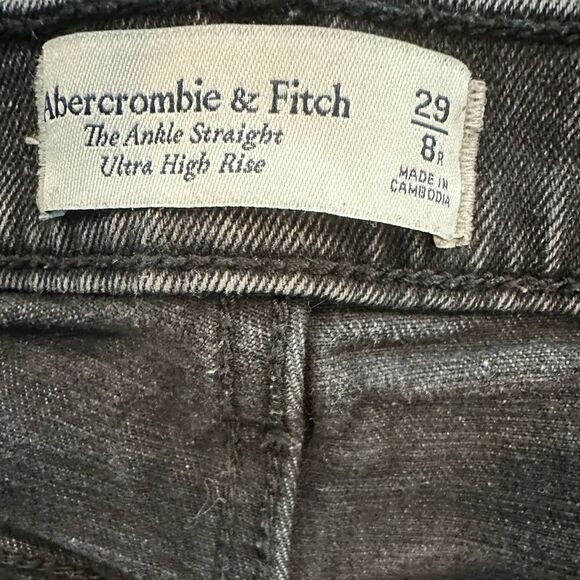 Abercrombie & Fitch
The Ankle Straight
Ultra High Rise
29
8R
MADE IN
CAMBODIA